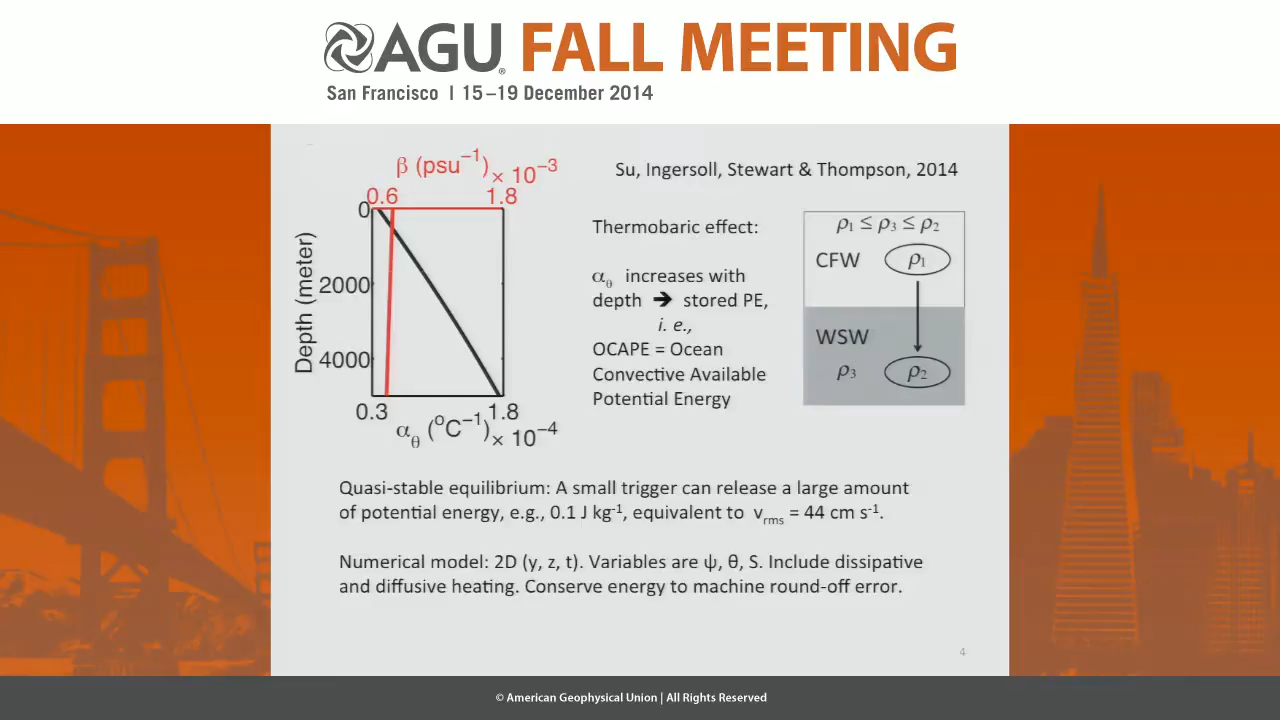 AGU FALL MEETING
San Francisco | 15–19 December 2014
β (psu⁻¹) × 10⁻³
0.6 1.8
0
2000
4000
Depth (meter)
0.3 1.8
αθ (°C⁻¹) × 10⁻⁴
Su, Ingersoll, Stewart & Thompson, 2014
Thermobaric effect:
αθ increases with
depth ➔ stored PE,
i. e.,
OCAPE = Ocean
Convective Available
Potential Energy
ρ₁ ≤ ρ₃ ≤ ρ₂
CFW ρ₁
WSW
ρ₃ ρ₂
Quasi-stable equilibrium: A small trigger can release a large amount
of potential energy, e.g., 0.1 J kg⁻¹, equivalent to vrms = 44 cm s⁻¹.
Numerical model: 2D (y, z, t). Variables are ψ, θ, S. Include dissipative
and diffusive heating. Conserve energy to machine round-off error.
4
© American Geophysical Union | All Rights Reserved